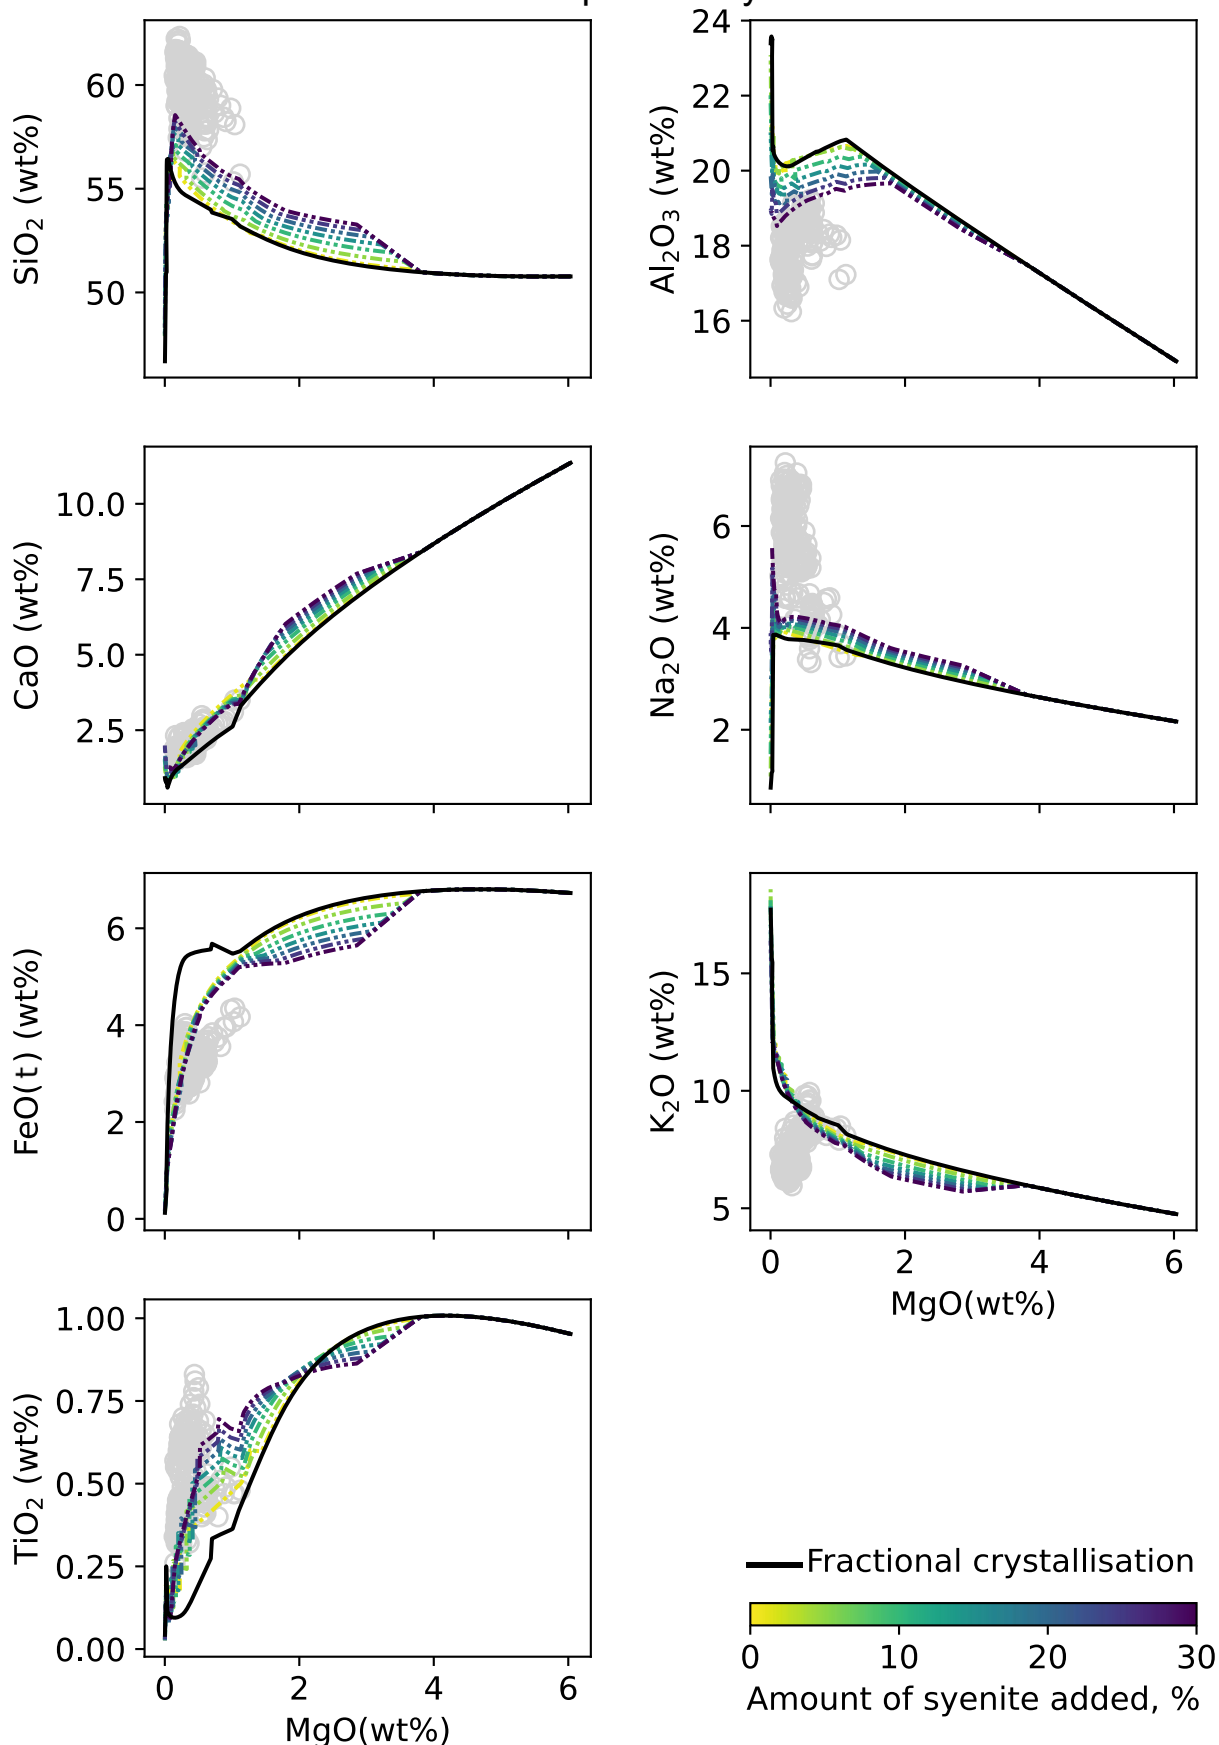 SiO2 (wt%)
60
55
50
Al2O3 (wt%)
24
22
20
18
16
CaO (wt%)
10.0
7.5
5.0
2.5
Na2O (wt%)
6
4
2
FeO(t) (wt%)
6
4
2
0
K2O (wt%)
15
10
5
0 2 4 6
MgO(wt%)
TiO2 (wt%)
1.00
0.75
0.50
0.25
0.00
0 2 4 6
MgO(wt%)
Fractional crystallisation
0 10 20 30
Amount of syenite added, %